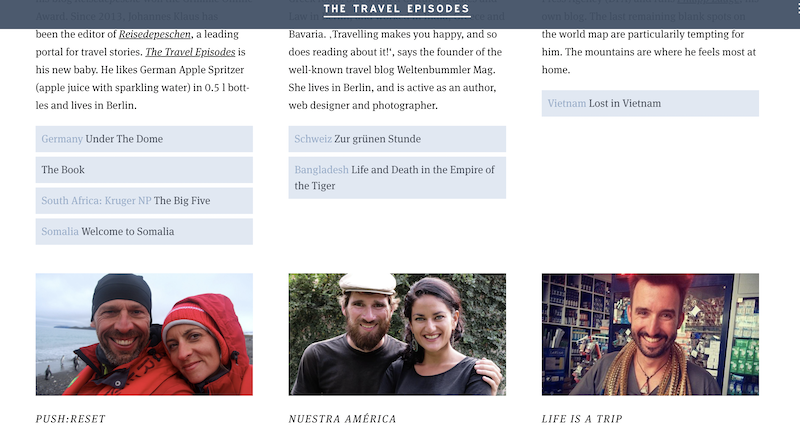 THE TRAVEL EPISODES
Award. Since 2013, Johannes Klaus has
been the editor of Reisedepeschen, a leading
portal for travel stories. The Travel Episodes is
his new baby. He likes German Apple Spritzer
(apple juice with sparkling water) in 0.5 l bott-
les and lives in Berlin.
Germany Under The Dome
The Book
South Africa: Kruger NP The Big Five
Somalia Welcome to Somalia
Bavaria. ‚Travelling makes you happy, and so
does reading about it!‘, says the founder of the
well-known travel blog Weltenbummler Mag.
She lives in Berlin, and is active as an author,
web designer and photographer.
Schweiz Zur grünen Stunde
Bangladesh Life and Death in the Empire of
the Tiger
own blog. The last remaining blank spots on
the world map are particularily tempting for
him. The mountains are where he feels most at
home.
Vietnam Lost in Vietnam
PUSH:RESET
NUESTRA AMÉRICA
LIFE IS A TRIP